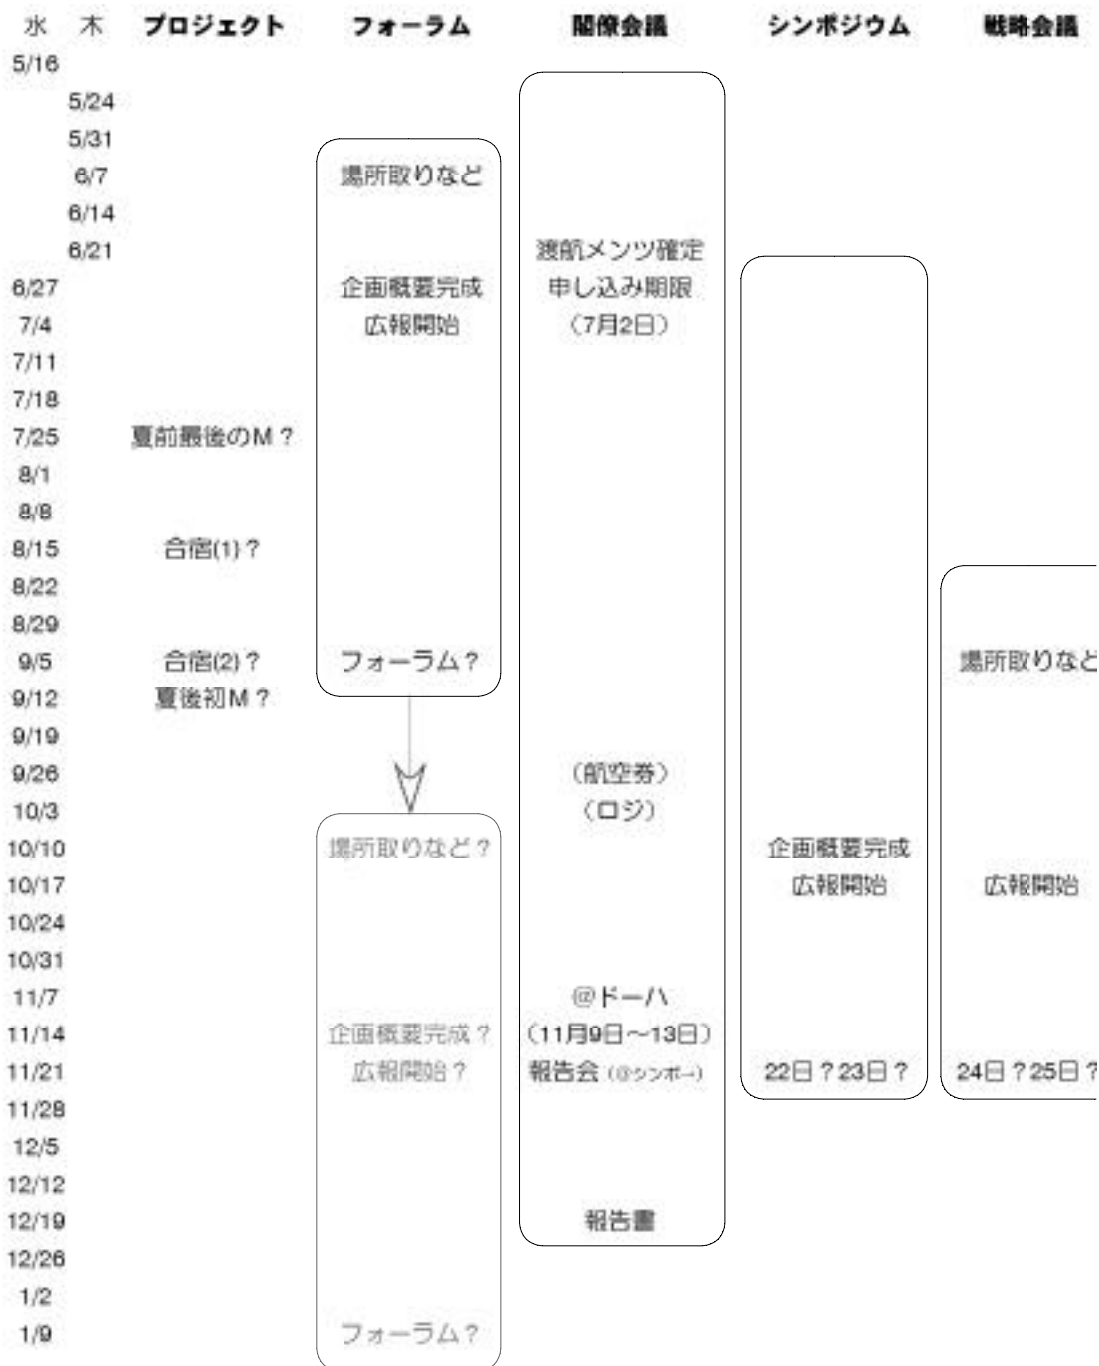 水 木 プロジェクト フォーラム 閣僚会議 シンポジウム 戦略会議
5/16
5/24
5/31
6/7 場所取りなど
6/14
6/21 渡航メンツ確定
6/27 企画概要完成 申し込み期限
7/4 広報開始 （7月2日）
7/11
7/18
7/25 夏前最後のM？
8/1
8/8
8/15 合宿(1)？
8/22
8/29
9/5 合宿(2)？ フォーラム？ 場所取りなど
9/12 夏後初M？
9/19
9/26 （航空券）
10/3 （ロジ）
10/10 場所取りなど？ 企画概要完成
10/17 広報開始 広報開始
10/24
10/31
11/7 @ドーハ
11/14 企画概要完成？ （11月9日～13日）
11/21 広報開始？ 報告会（@シンポ→） 22日？23日？ 24日？25日？
11/28
12/5
12/12
12/19 報告書
12/26
1/2
1/9 フォーラム？